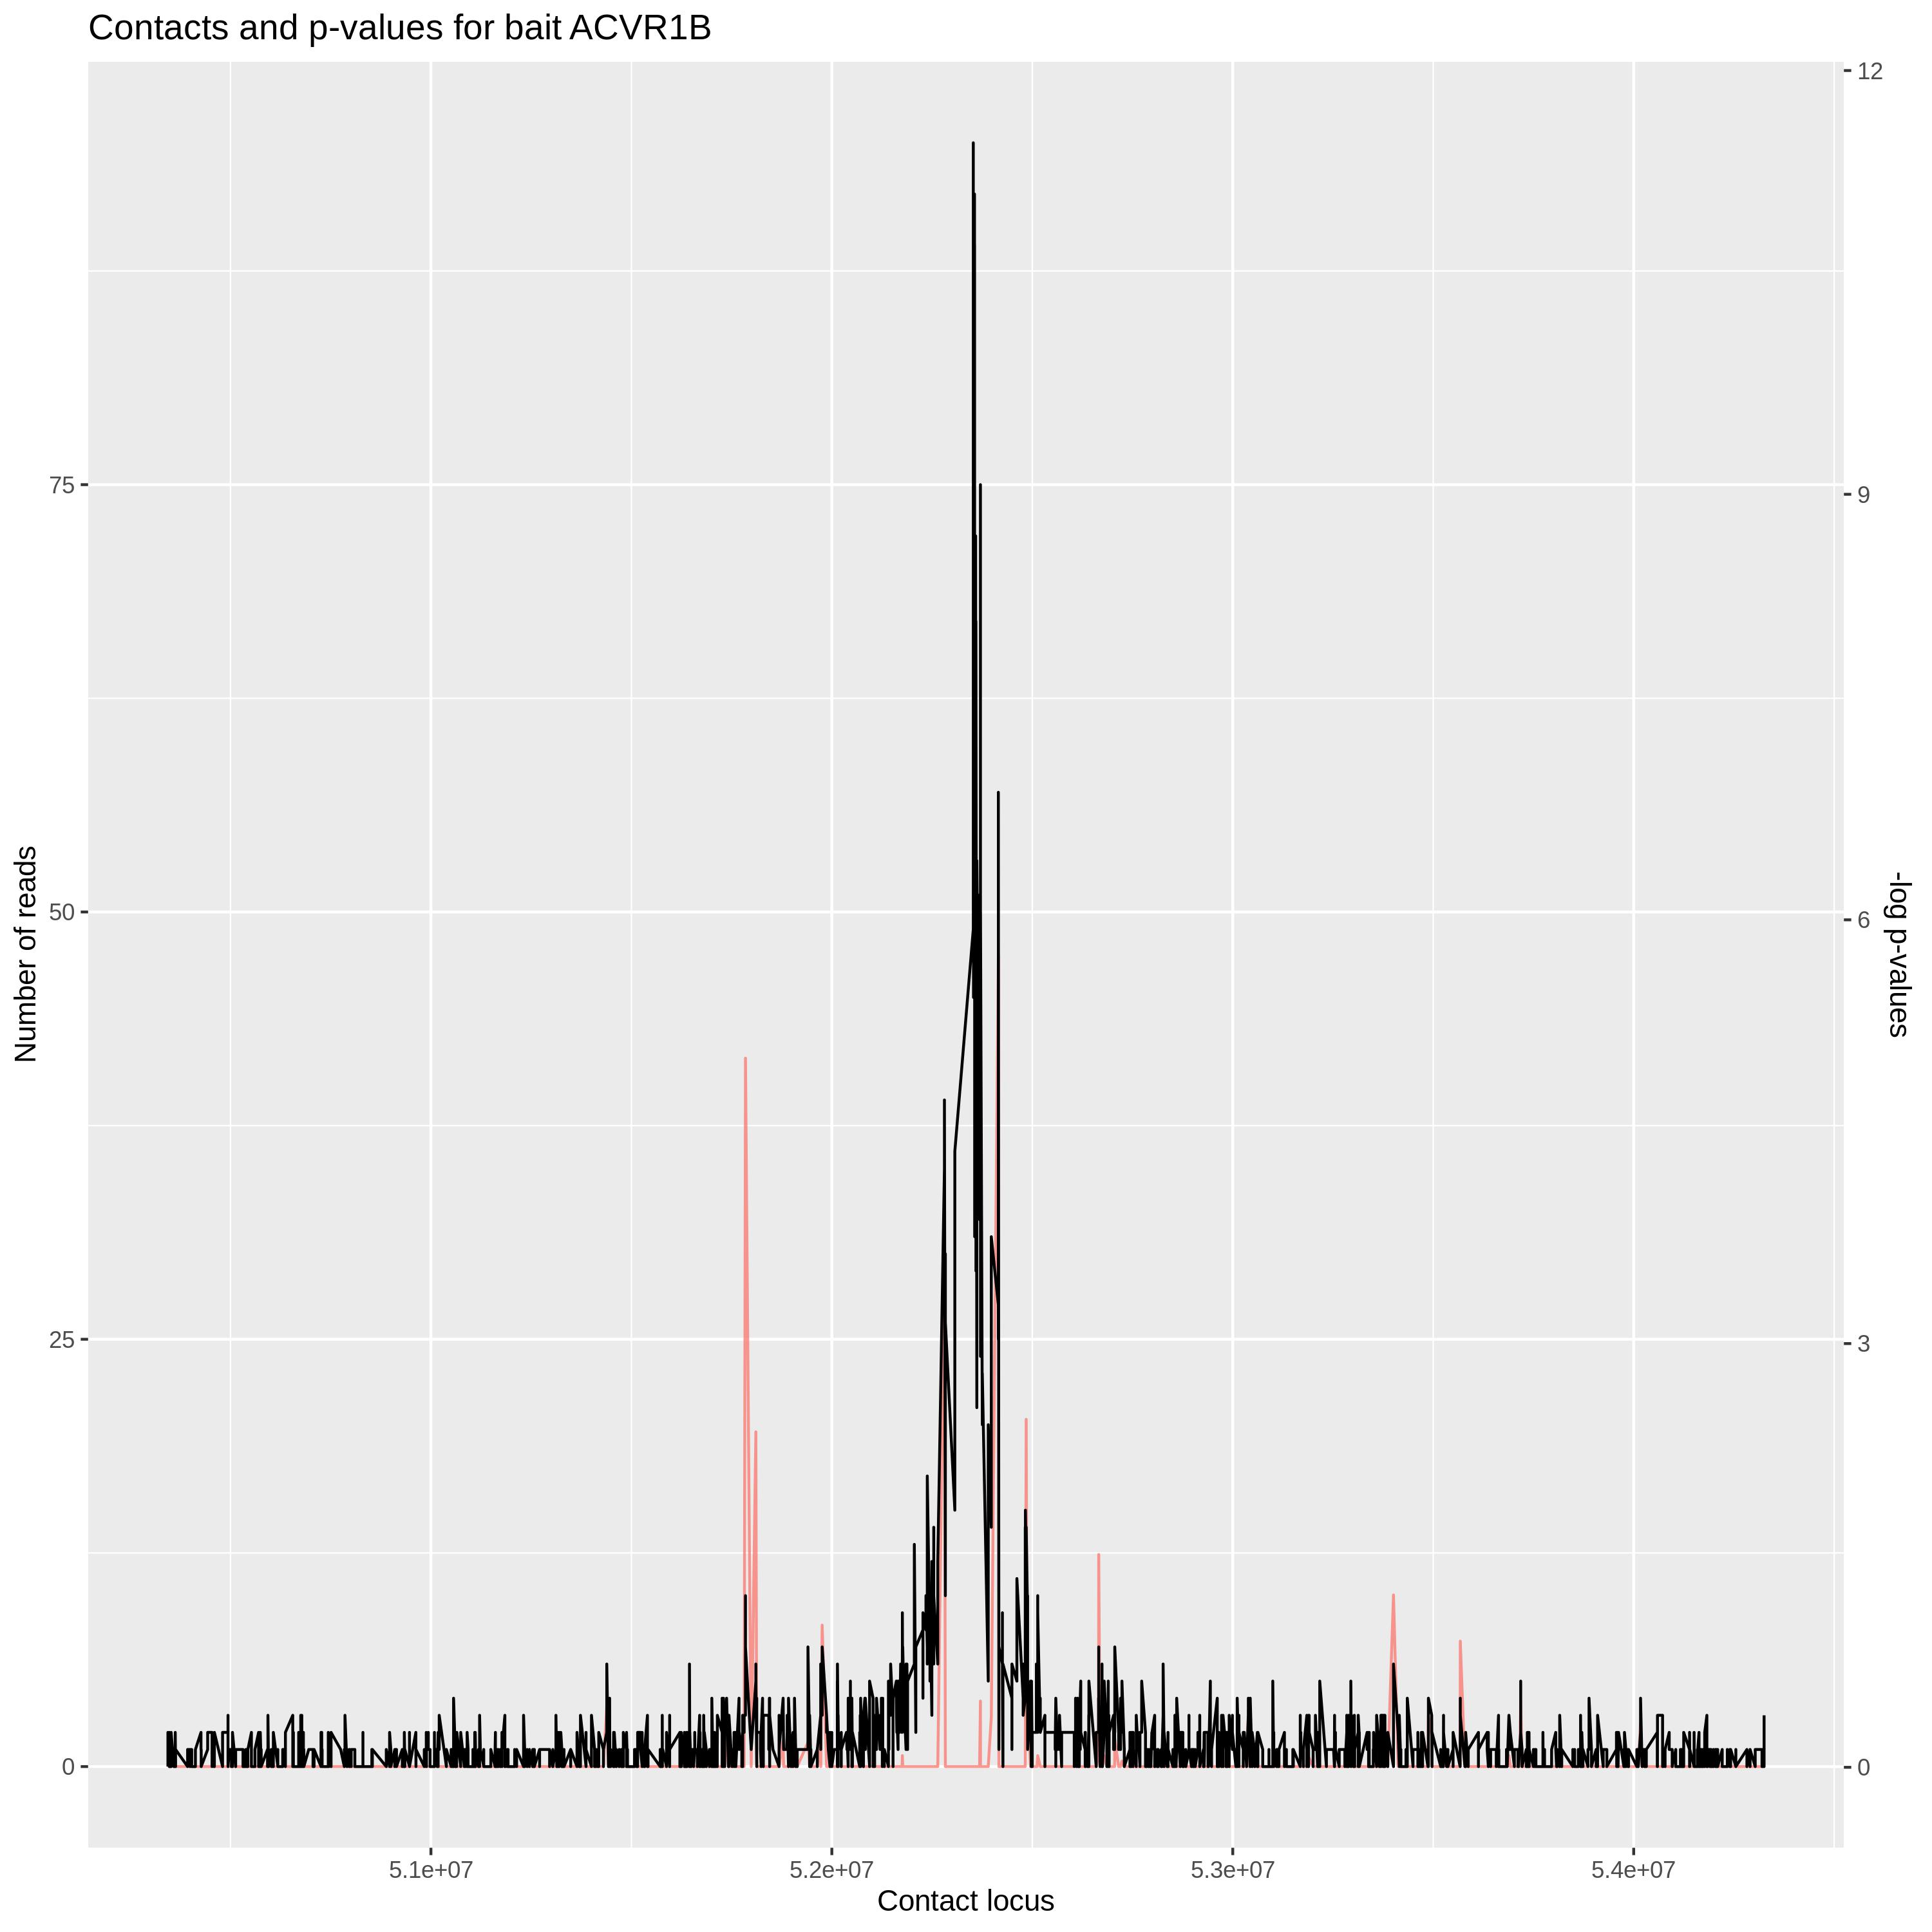 Contacts and p-values for bait ACVR1B
Number of reads
75
50
25
0
12
9
6
3
0
-log p-values
5.1e+07
5.2e+07
5.3e+07
5.4e+07
Contact locus